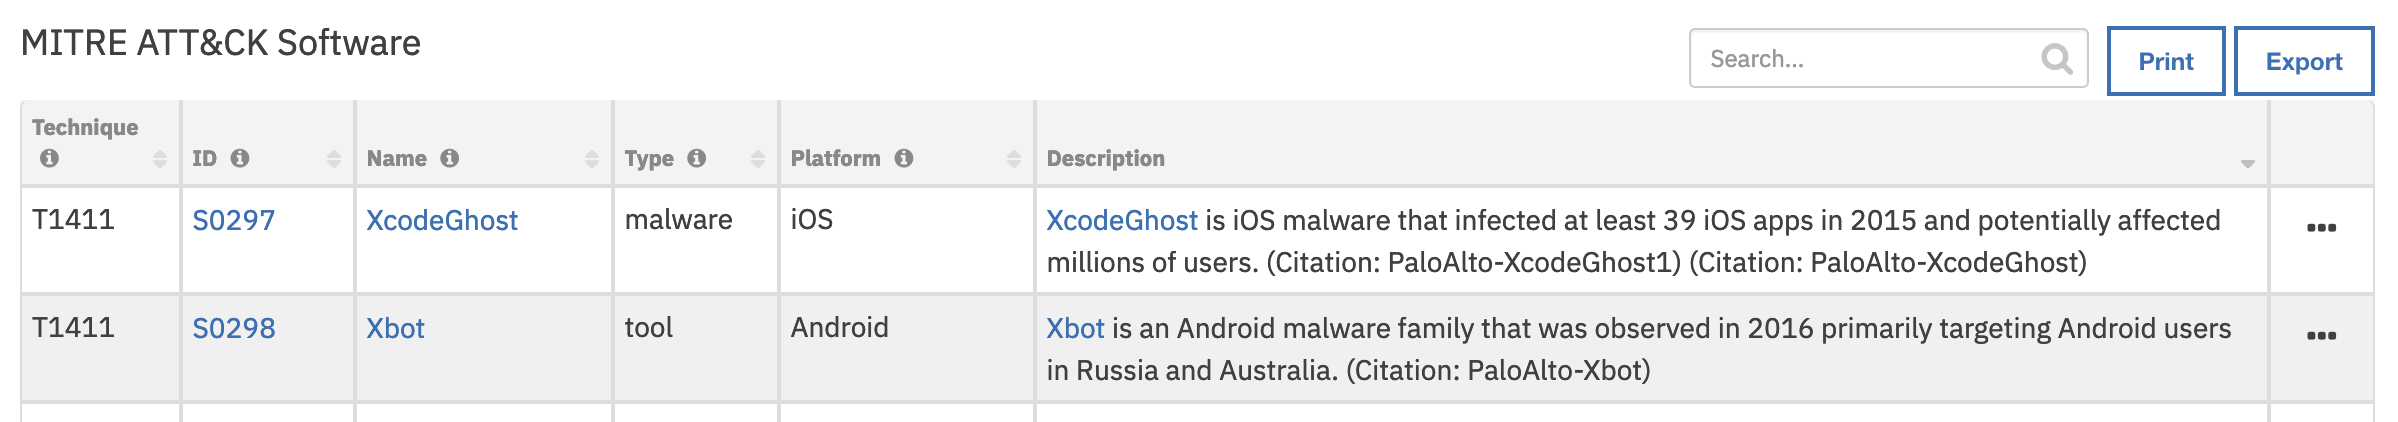 MITRE ATT&CK Software
Search...
Print
Export
Technique
ID
Name
Type
Platform
Description
T1411
S0297
XcodeGhost
malware
iOS
XcodeGhost is iOS malware that infected at least 39 iOS apps in 2015 and potentially affected
millions of users. (Citation: PaloAlto-XcodeGhost1) (Citation: PaloAlto-XcodeGhost)
T1411
S0298
Xbot
tool
Android
Xbot is an Android malware family that was observed in 2016 primarily targeting Android users
in Russia and Australia. (Citation: PaloAlto-Xbot)